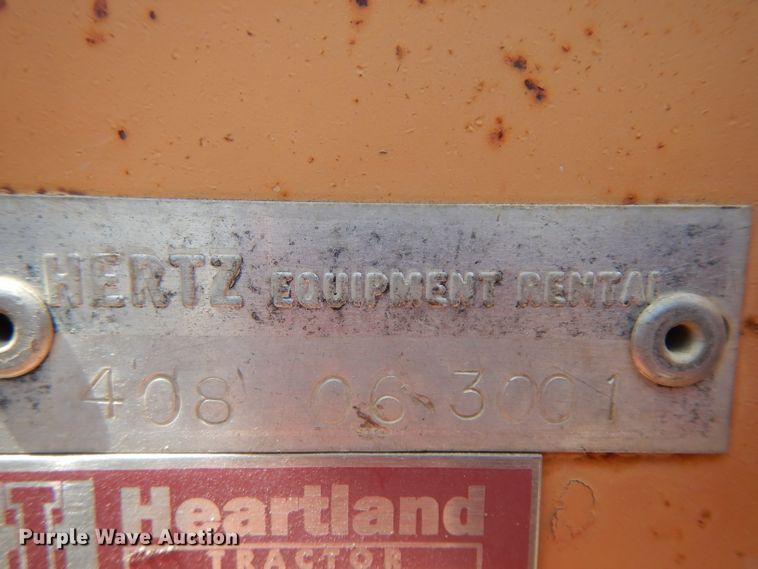 HERTZ EQUIPMENT RENTAL
408 06 3001
Heartland
TRACTOR
Purple Wave Auction